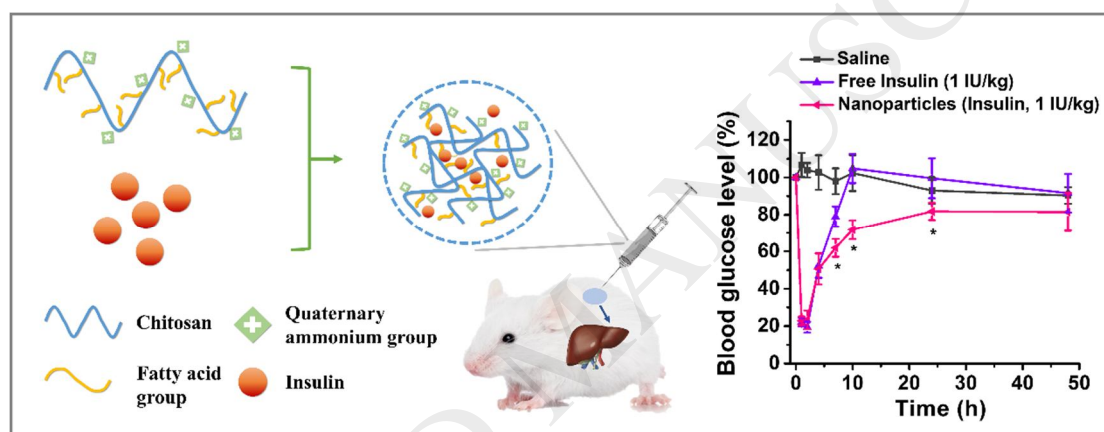 Chitosan
Quaternary
ammonium group
Fatty acid
group
Insulin
Saline
Free Insulin (1 IU/kg)
Nanoparticles (Insulin, 1 IU/kg)
Blood glucose level (%)
120
100
80
60
40
20
0
*
*
*
0
10
20
30
40
50
Time (h)